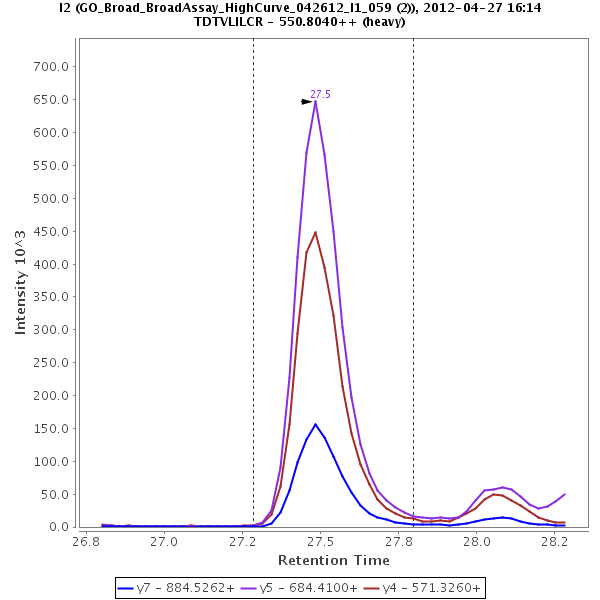 I2 (GO_Broad_BroadAssay_HighCurve_042612_I1_059 (2)), 2012-04-27 16:14
TDTVLILCR - 550.8040++ (heavy)
27.5
700.0
650.0
600.0
550.0
500.0
450.0
400.0
350.0
300.0
250.0
200.0
150.0
100.0
50.0
0.0
Intensity 10^3
26.8 27.0 27.2 27.5 27.8 28.0 28.2
Retention Time
y7 - 884.5262+ y5 - 684.4100+ y4 - 571.3260+